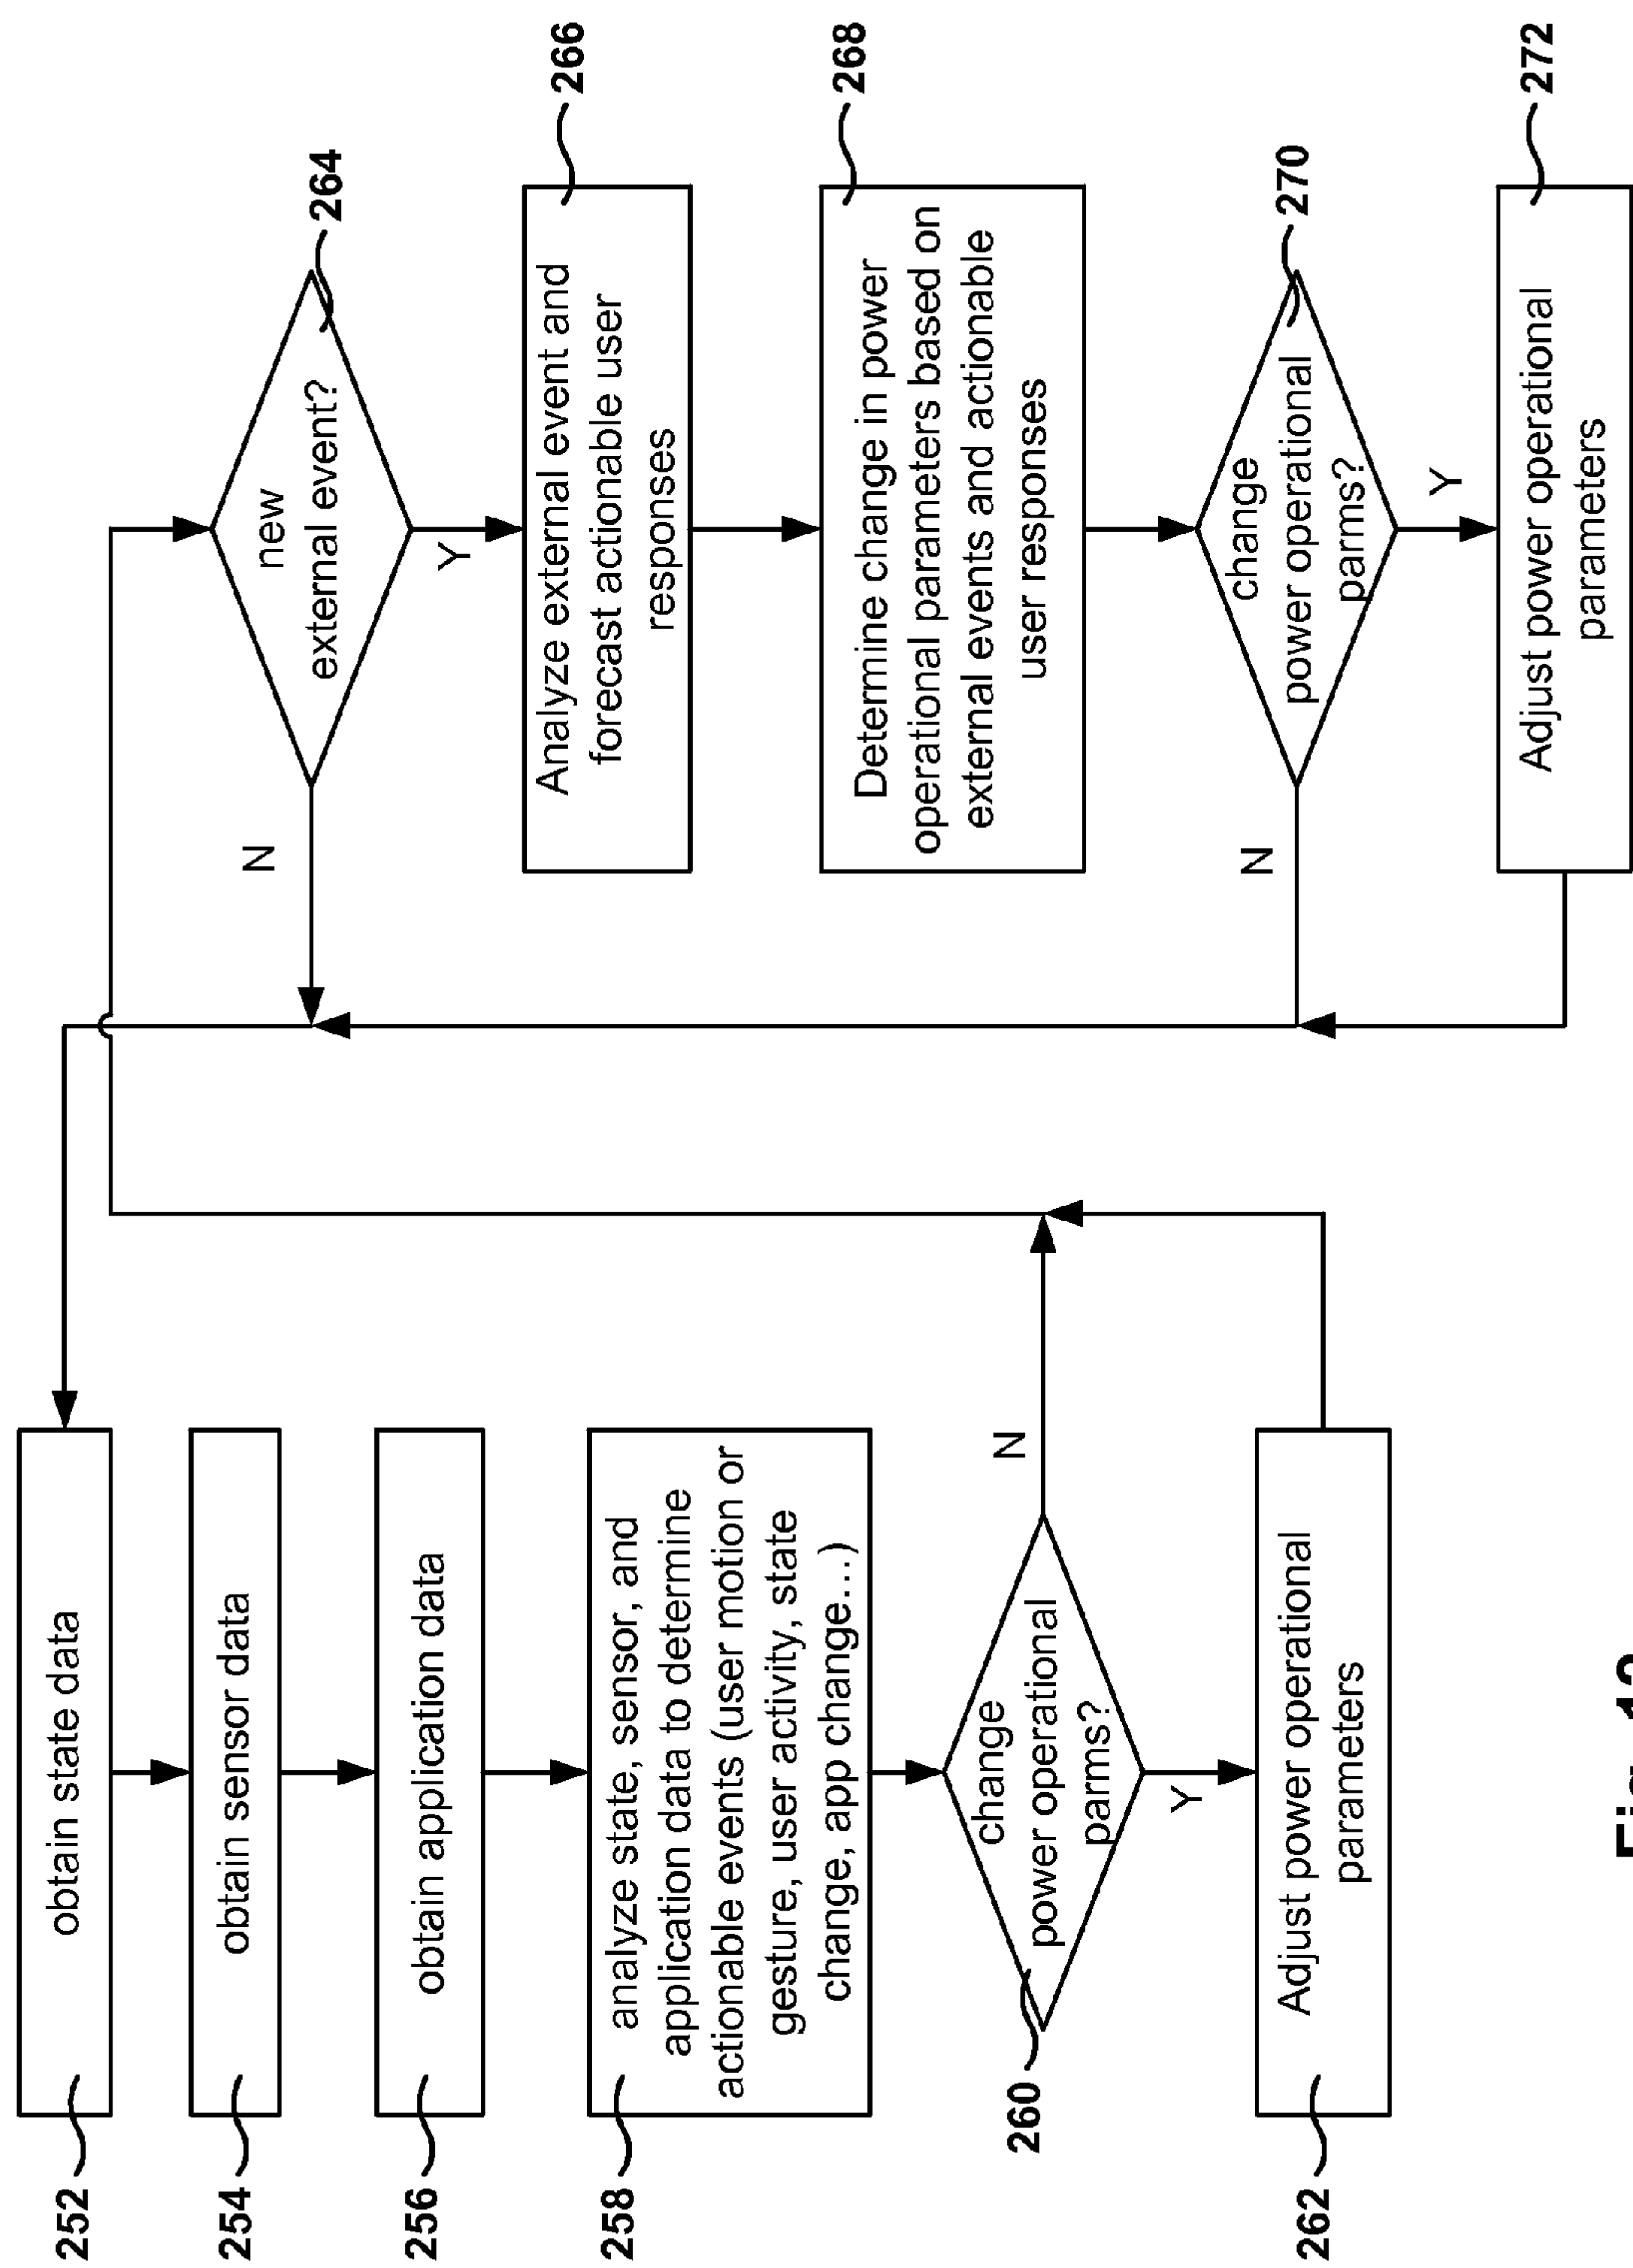 252
obtain state data
254
obtain sensor data
256
obtain application data
258
analyze state, sensor, and
application data to determine
actionable events (user motion or
gesture, user activity, state
change, app change...)
260
change
power operational
parms?
N
Y
262
Adjust power operational
parameters
new
external event?
264
N
Y
Analyze external event and
forecast actionable user
responses
266
Determine change in power
operational parameters based on
external events and actionable
user responses
268
change
power operational
parms?
270
N
Y
Adjust power operational
parameters
272